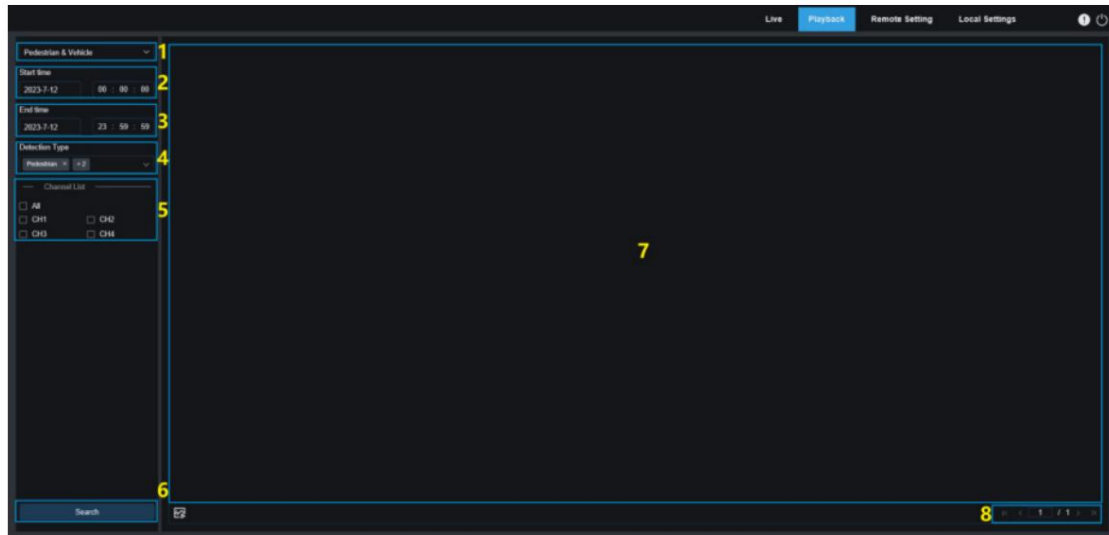 Live Playback Remote Setting Local Settings
Pedestrian & Vehicle 1
Start time
2023-7-12 00 : 00 : 00 2
End time
2023-7-12 23 : 59 : 59 3
Detection Type
Pedestrian × +2 4
Channel List
All
CH1 CH2 5
CH3 CH4
7
6
Search
8 1 / 1